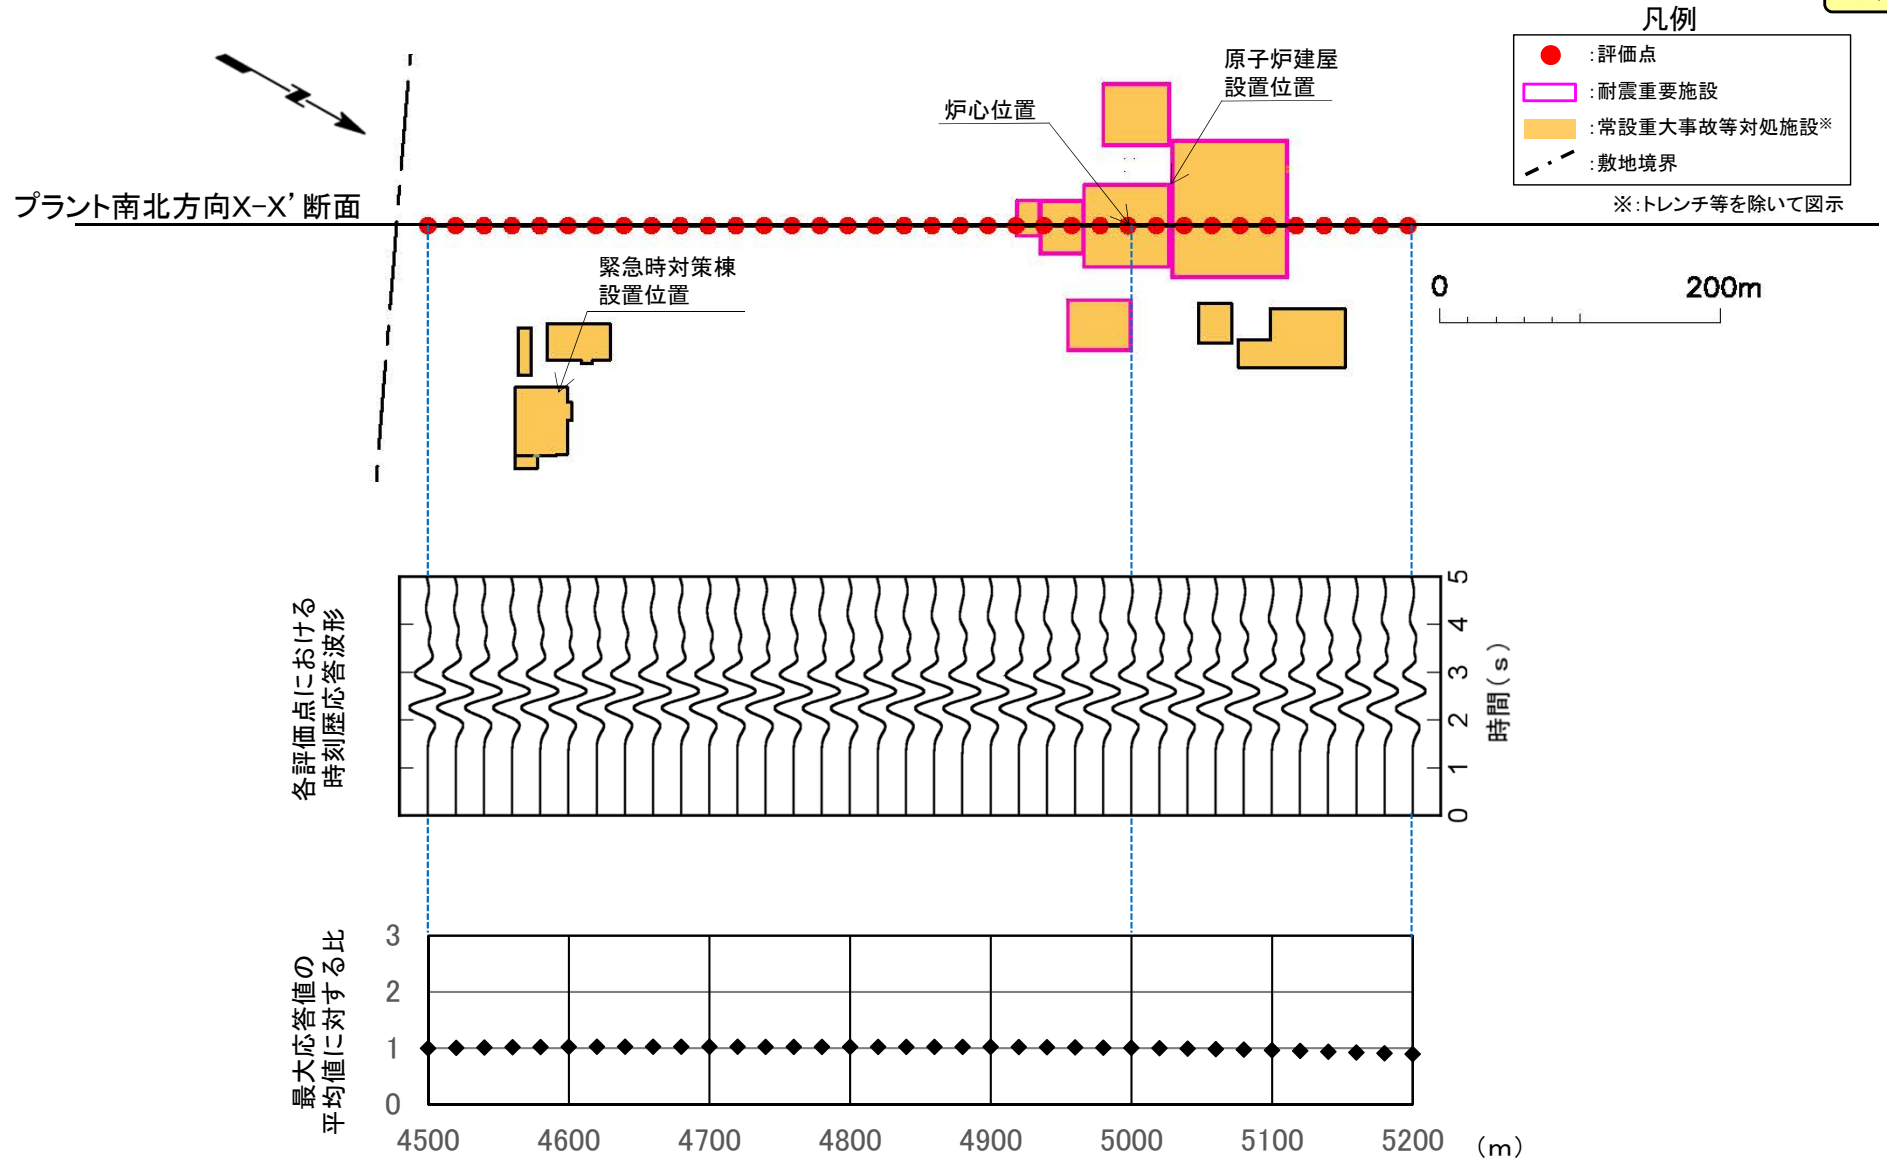 凡例
:評価点
:耐震重要施設
:常設重大事故等対処施設※
:敷地境界
※:トレンチ等を除いて図示
原子炉建屋
設置位置
炉心位置
プラント南北方向X-X’断面
緊急時対策棟
設置位置
0 200m
各評価点における
時刻歴応答波形
5
4
3
2
1
0
時間(s)
最大応答値の
平均値に対する比
3
2
1
0
4500 4600 4700 4800 4900 5000 5100 5200 (m)